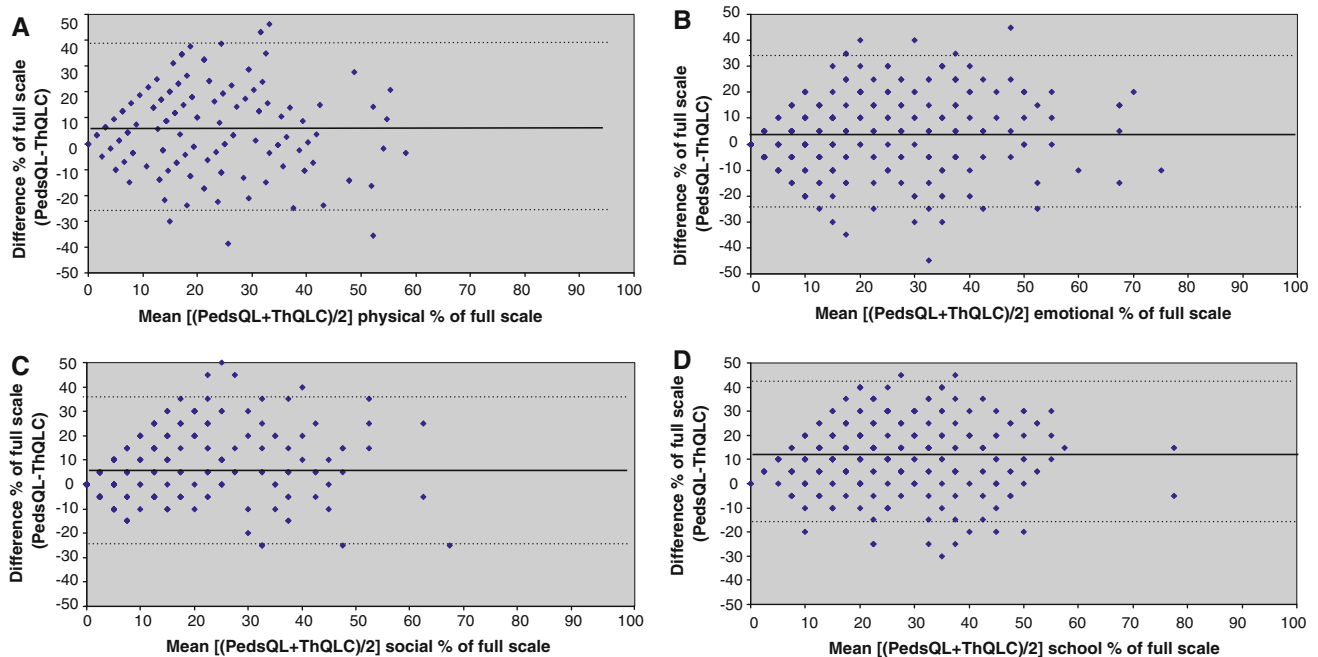 A
Difference % of full scale
(PedsQL-ThQLC)
50
40
30
20
10
0
-10
-20
-30
-40
-50
0 10 20 30 40 50 60 70 80 90 100
Mean [(PedsQL+ThQLC)/2] physical % of full scale
B
Difference % of full scale
(PedsQL-ThQLC)
50
40
30
20
10
0
-10
-20
-30
-40
-50
0 10 20 30 40 50 60 70 80 90 100
Mean [(PedsQL+ThQLC)/2] emotional % of full scale
C
Difference % of full scale
(PedsQL-ThQLC)
50
40
30
20
10
0
-10
-20
-30
-40
-50
0 10 20 30 40 50 60 70 80 90 100
Mean [(PedsQL+ThQLC)/2] social % of full scale
D
Difference % of full scale
(PedsQL-ThQLC)
50
40
30
20
10
0
-10
-20
-30
-40
-50
0 10 20 30 40 50 60 70 80 90 100
Mean [(PedsQL+ThQLC)/2] school % of full scale